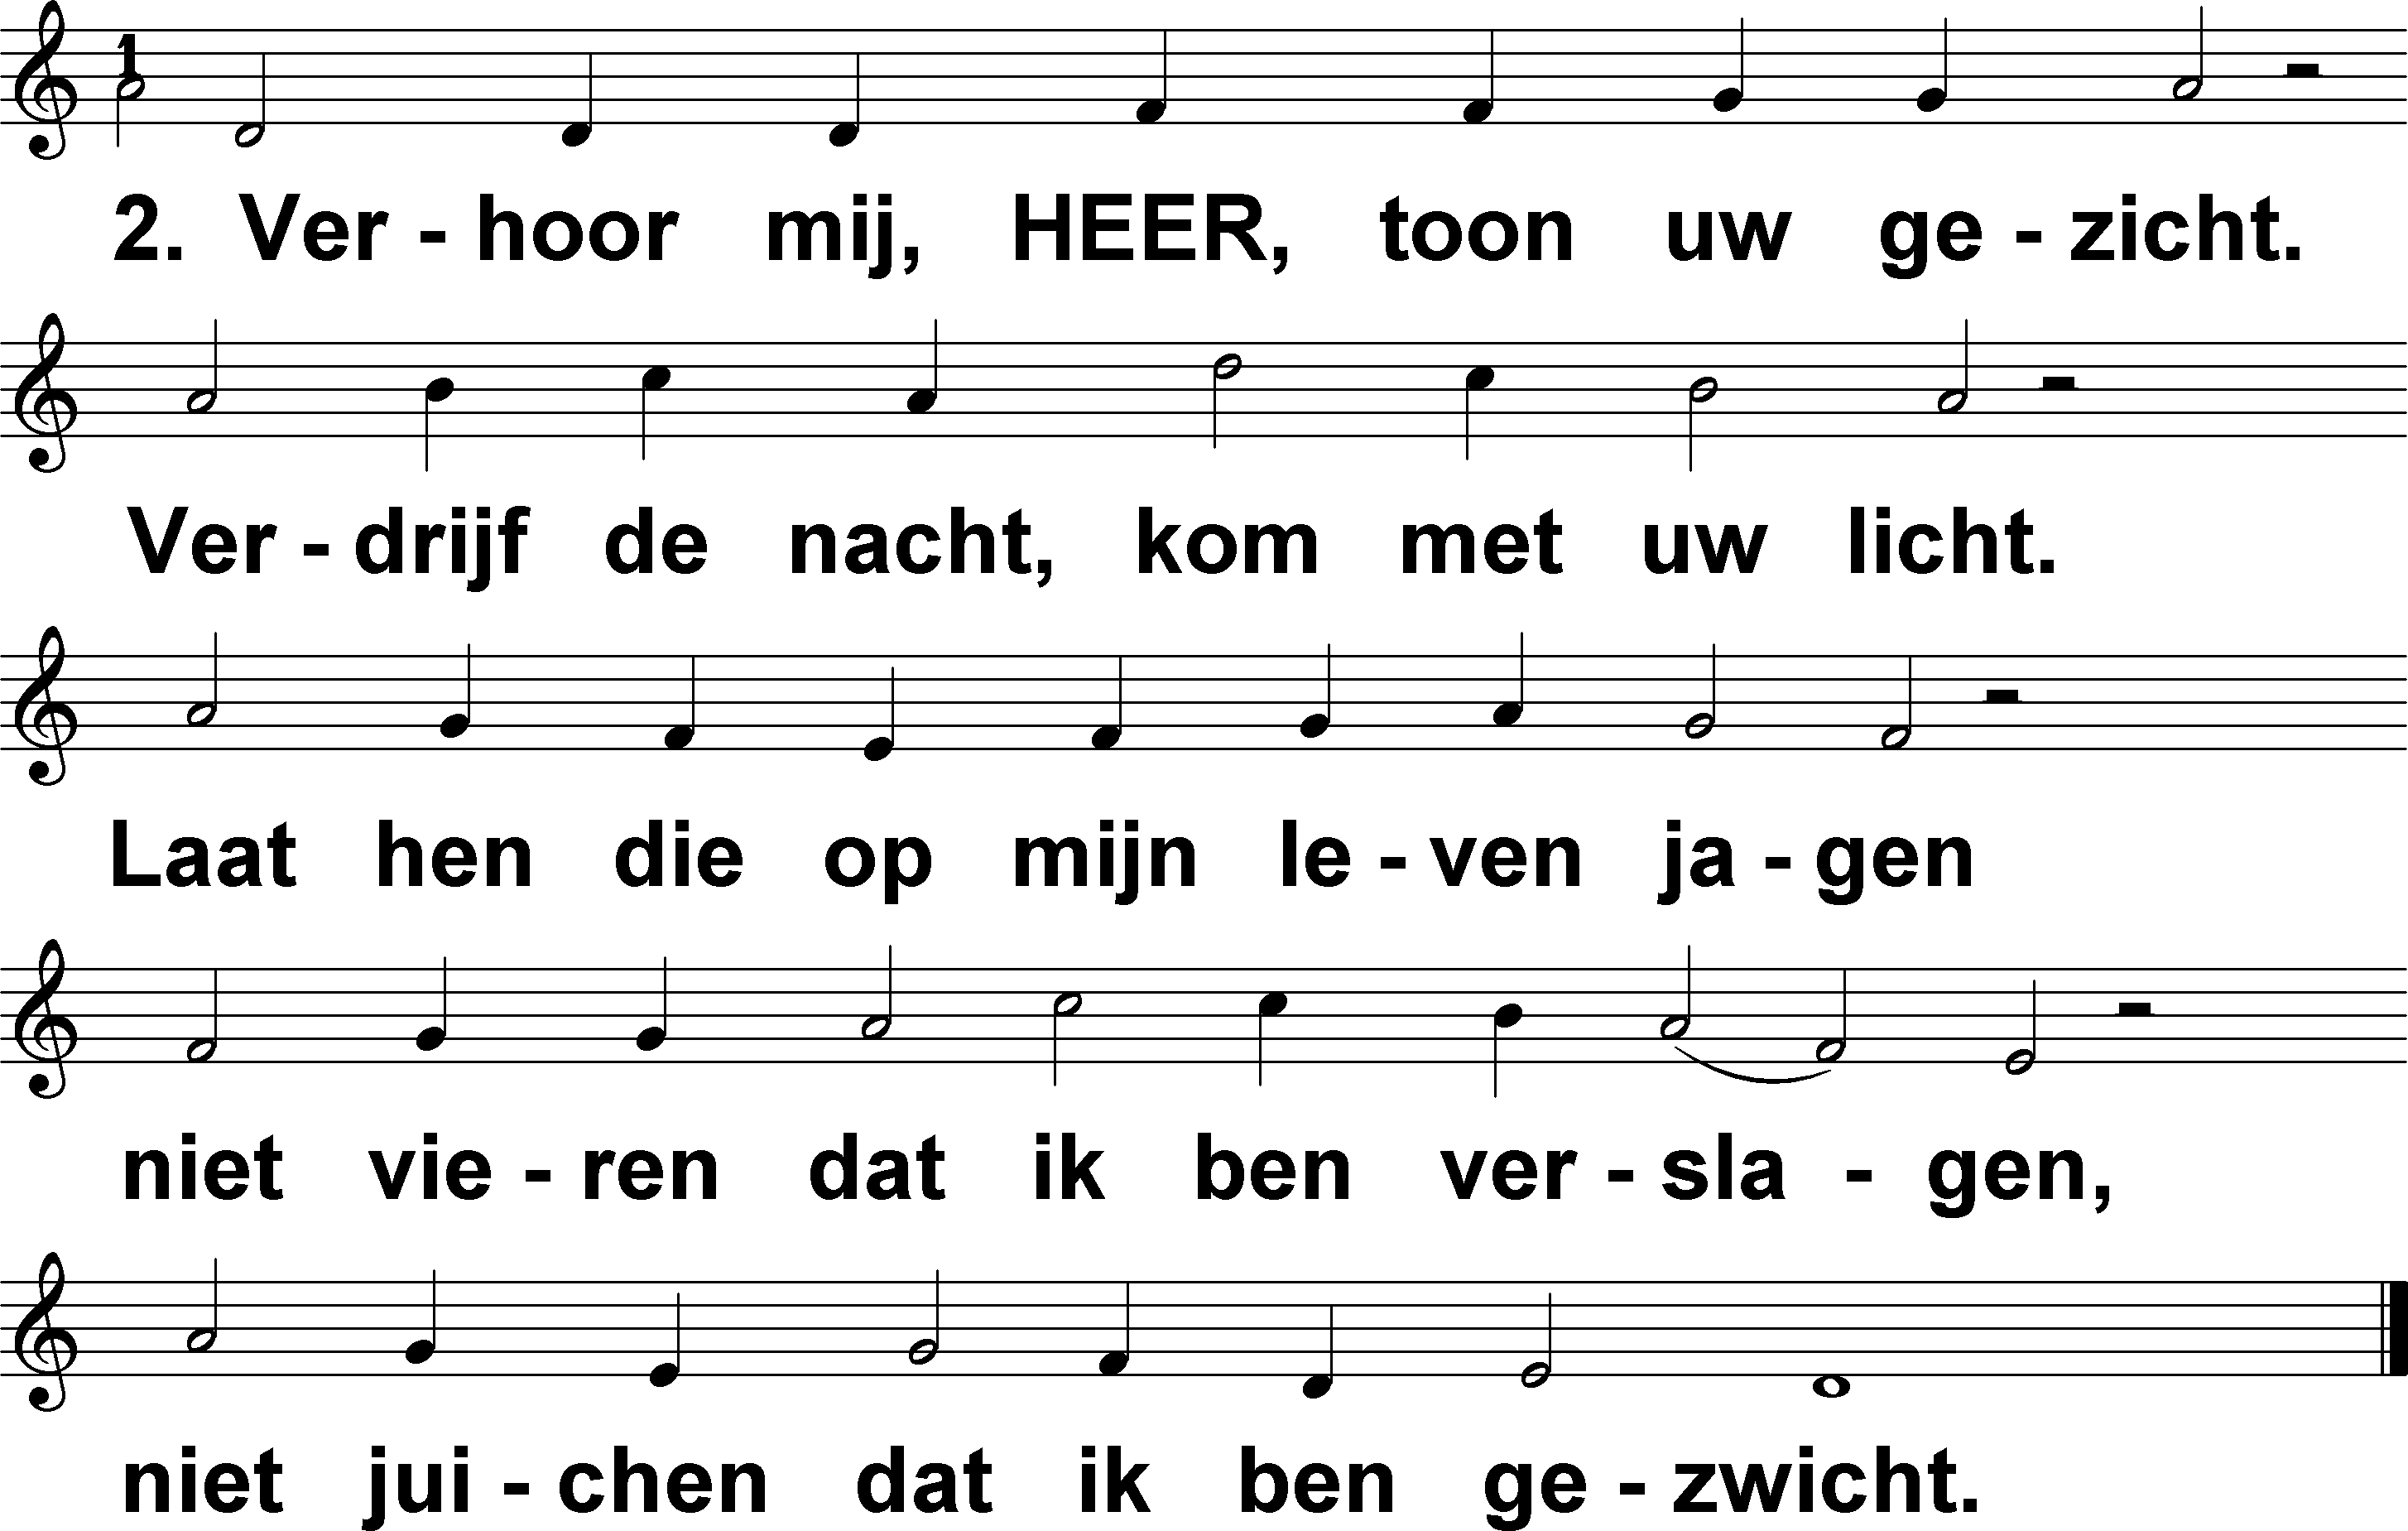 1
2. Ver - hoor mij, HEER, toon uw ge - zicht.
Ver - drijf de nacht, kom met uw licht.
Laat hen die op mijn le - ven ja - gen
niet vie - ren dat ik ben ver - sla - gen,
niet jui - chen dat ik ben ge - zwicht.